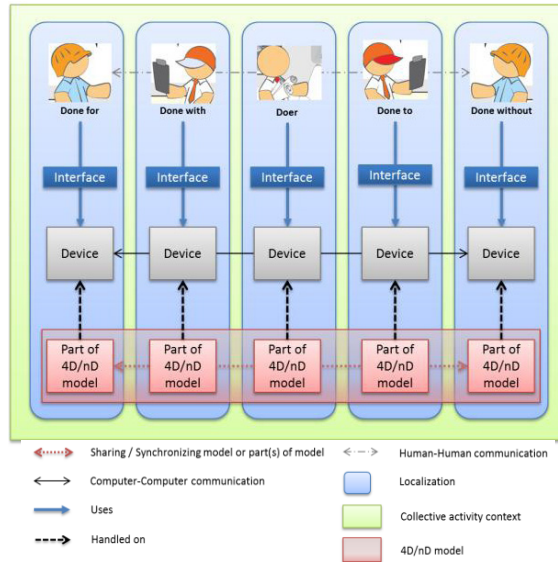 Done for
Done with
Doer
Done to
Done without
Interface
Interface
Interface
Interface
Interface
Device
Device
Device
Device
Device
Part of
4D/nD
model
Part of
4D/nD
model
Part of
4D/nD
model
Part of
4D/nD
model
Part of
4D/nD
model
Sharing / Synchronizing model or part(s) of model
Computer-Computer communication
Uses
Handled on
Human-Human communication
Localization
Collective activity context
4D/nD model